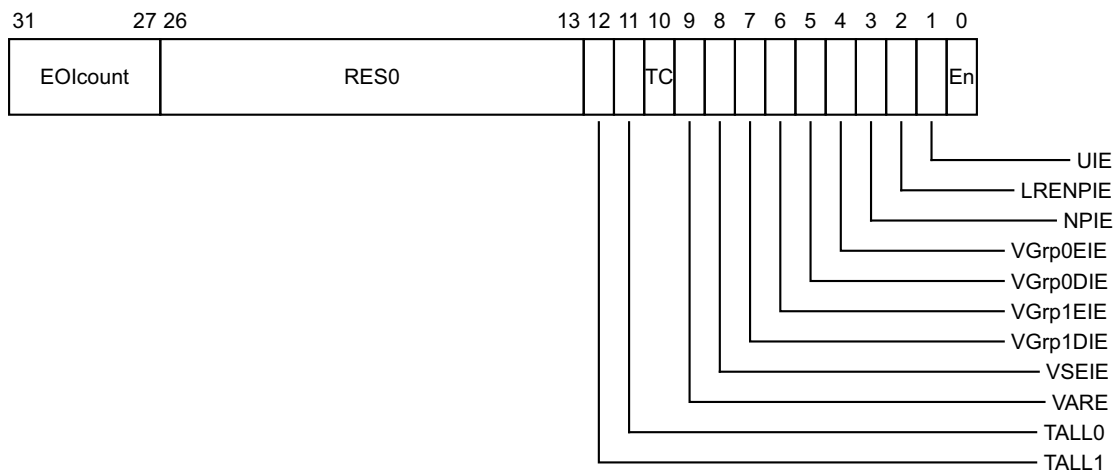 31 27 26 13 12 11 10 9 8 7 6 5 4 3 2 1 0
EOIcount RES0 TC En
UIE
LRENPIE
NPIE
VGrp0EIE
VGrp0DIE
VGrp1EIE
VGrp1DIE
VSEIE
VARE
TALL0
TALL1